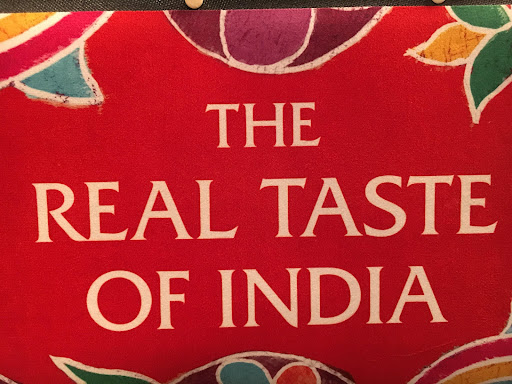 THE
REAL TASTE
OF INDIA